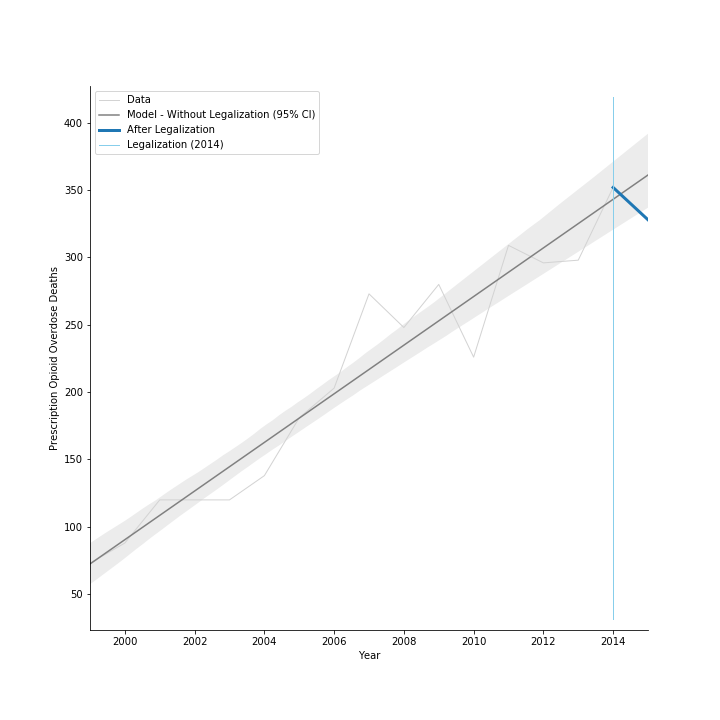 Data
Model - Without Legalization (95% CI)
After Legalization
Legalization (2014)
400
350
300
250
200
150
100
50
Prescription Opioid Overdose Deaths
2000 2002 2004 2006 2008 2010 2012 2014
Year